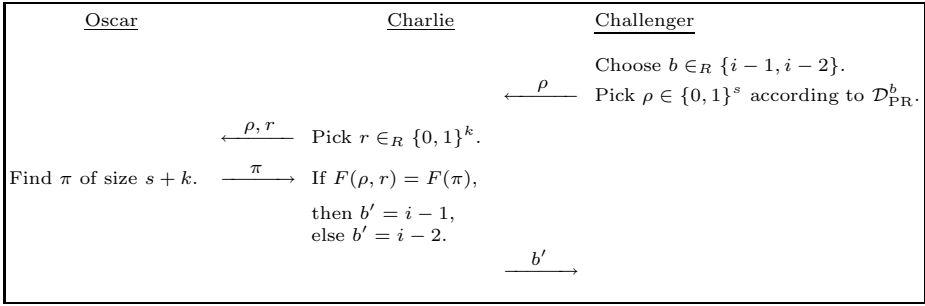 Oscar Charlie Challenger
Choose b ∈_R {i − 1, i − 2}.
ρ
Pick ρ ∈ {0, 1}^s according to 𝒟^b_PR.
ρ, r
Pick r ∈_R {0, 1}^k.
Find π of size s + k. π If F(ρ, r) = F(π),
then b′ = i − 1,
else b′ = i − 2.
b′